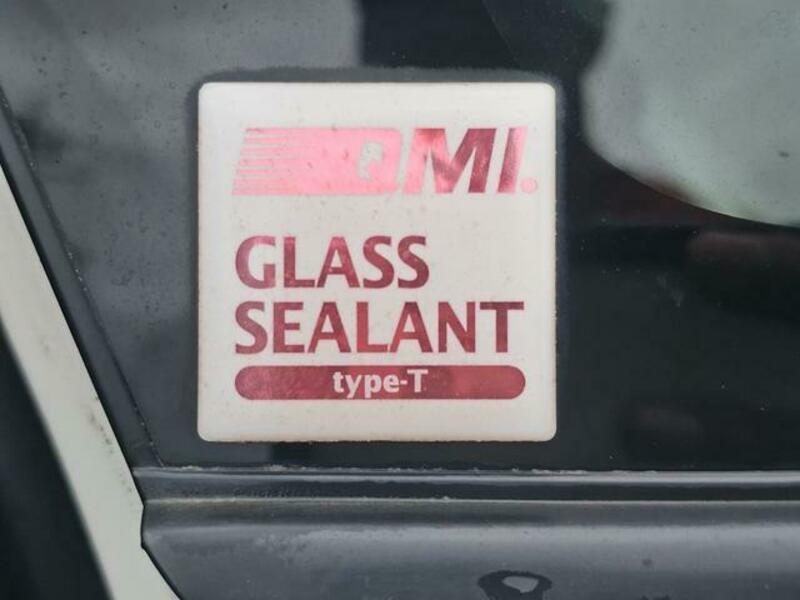 QMI.
GLASS
SEALANT
type-T